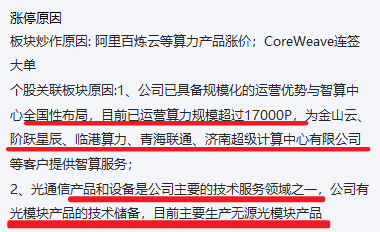 涨停原因
板块炒作原因: 阿里百炼云等算力产品涨价；CoreWeave连签
大单
个股关联板块原因:1、公司已具备规模化的运营优势与智算中
心全国性布局，目前已运营算力规模超过17000P，为金山云、
阶跃星辰、临港算力、青海联通、济南超级计算中心有限公司
等客户提供智算服务；
2、光通信产品和设备是公司主要的技术服务领域之一，公司有
光模块产品的技术储备，目前主要生产无源光模块产品